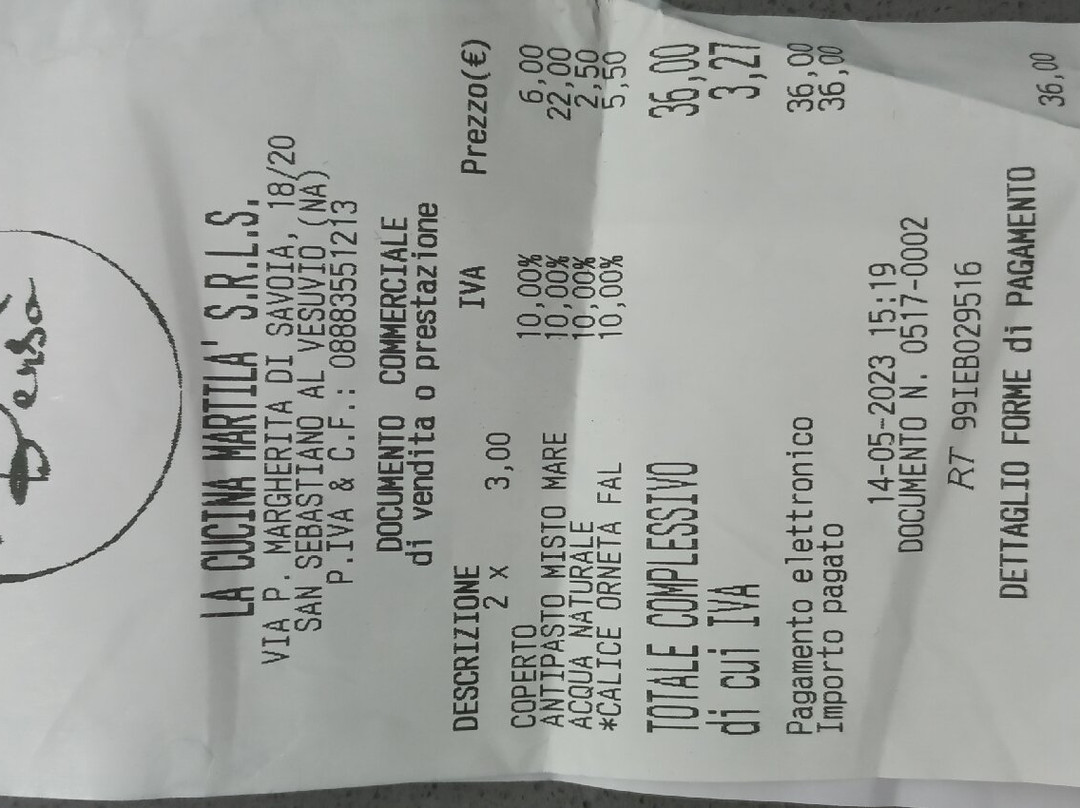 Densa
LA CUCINA MARTILA' S.R.L.S.
VIA P. MARGHERITA DI SAVOIA, 18/20
SAN SEBASTIANO AL VESUVIO (NA)
P.IVA & C.F.: 08883551213
DOCUMENTO COMMERCIALE
di vendita o prestazione
DESCRIZIONE IVA Prezzo(€)
2 x 3,00
COPERTO 10,00% 6,00
ANTIPASTO MISTO MARE 10,00% 22,00
ACQUA NATURALE 10,00% 2,50
*CALICE ORNETA FAL 10,00% 5,50
TOTALE COMPLESSIVO 36,00
di cui IVA 3,27
Pagamento elettronico 36,00
Importo pagato 36,00
14-05-2023 15:19
DOCUMENTO N. 0517-0002
RT 99IEB029516
DETTAGLIO FORME di PAGAMENTO
36,00